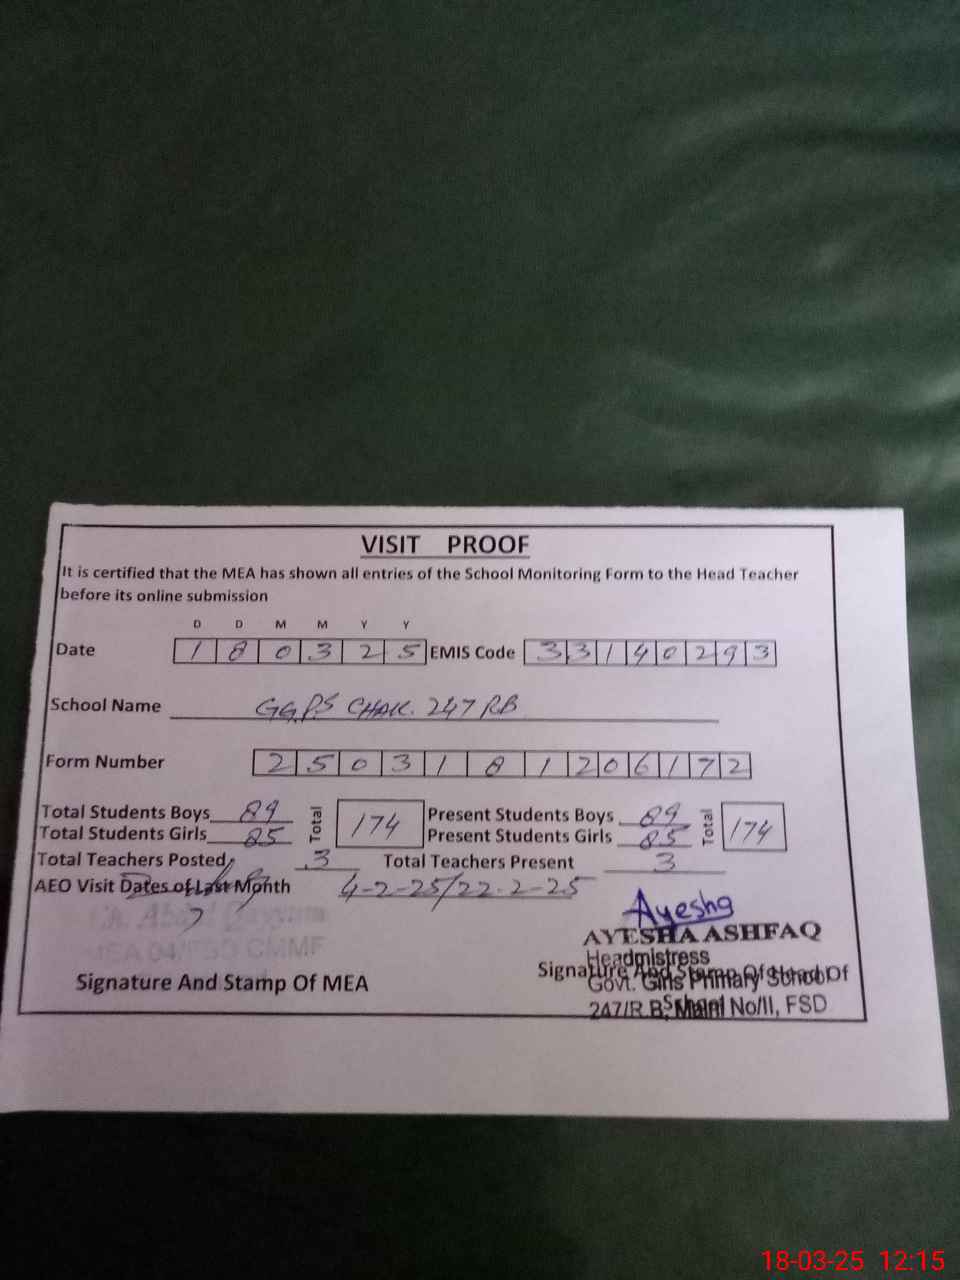 VISIT PROOF
It is certified that the MEA has shown all entries of the School Monitoring Form to the Head Teacher
before its online submission
D D M M Y Y
Date 1 8 0 3 2 5 EMIS Code 3 3 1 4 0 2 9 3
School Name GGPS CHAK. 247 RB
Form Number 2 5 0 3 1 8 1 2 0 6 1 7 2
Total Students Boys 89 Total 174 Present Students Boys 89 Total 174
Total Students Girls 85 Present Students Girls 85
Total Teachers Posted 3 Total Teachers Present 3
AEO Visit Dates of Last Month 4-2-25/22-2-25
Ayesha
AYESHA ASHFAQ
MEA 04/FSD CMMF
Headmistress
Signature And Stamp Of MEA Signature And Stamp Of Head Of
School
Govt. Girls Primary School
247/R.B, Maini No/II, FSD
18-03-25 12:15